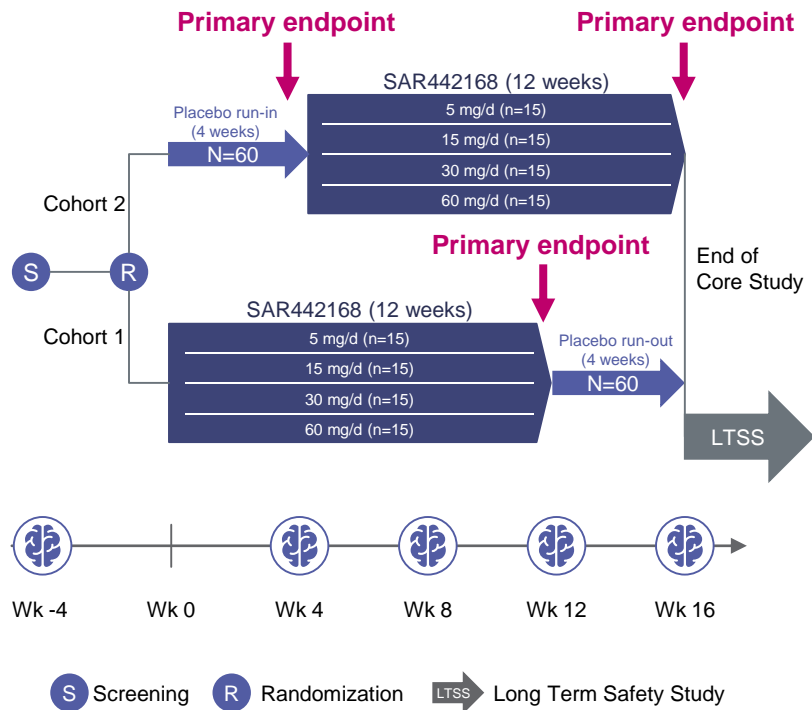 Primary endpoint
Primary endpoint
SAR442168 (12 weeks)
Placebo run-in
(4 weeks)
N=60
5 mg/d (n=15)
15 mg/d (n=15)
30 mg/d (n=15)
60 mg/d (n=15)
Cohort 2
Primary endpoint
S
R
End of
Core Study
Cohort 1
SAR442168 (12 weeks)
5 mg/d (n=15)
15 mg/d (n=15)
30 mg/d (n=15)
60 mg/d (n=15)
Placebo run-out
(4 weeks)
N=60
LTSS
Wk -4
Wk 0
Wk 4
Wk 8
Wk 12
Wk 16
S Screening
R Randomization
LTSS Long Term Safety Study